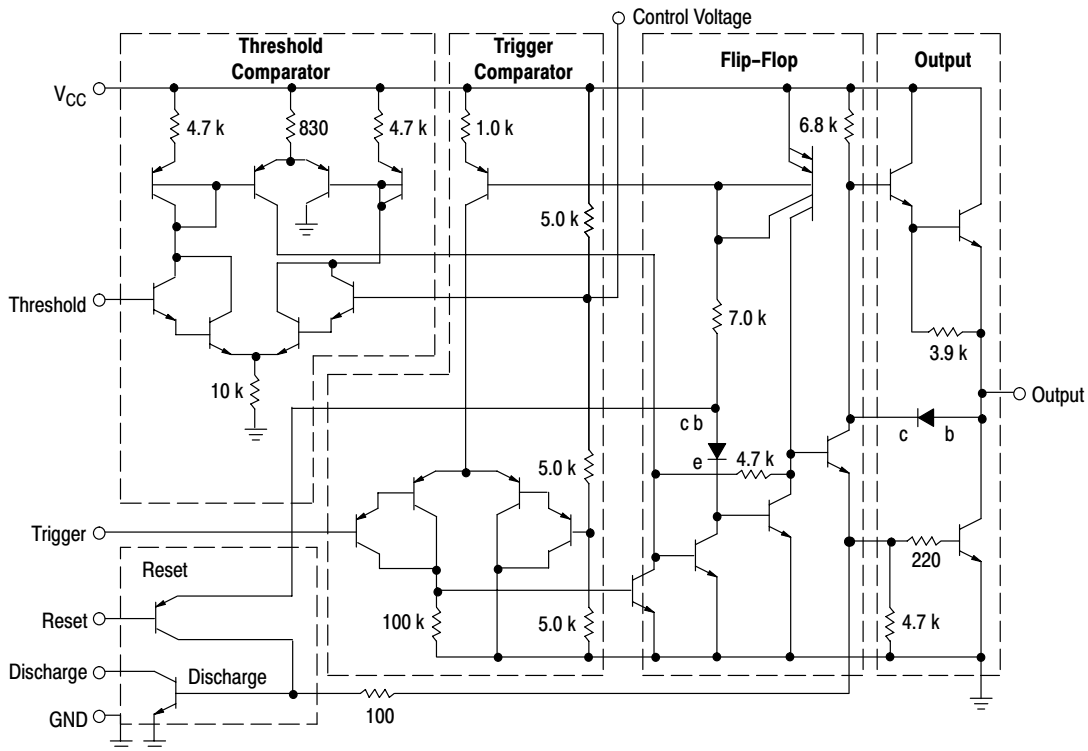 Control Voltage
Threshold
Comparator
Trigger
Comparator
Flip–Flop
Output
VCC
4.7 k
830
4.7 k
1.0 k
6.8 k
5.0 k
Threshold
7.0 k
3.9 k
10 k
Output
c b
c
b
e
4.7 k
5.0 k
Trigger
220
Reset
Reset
100 k
5.0 k
4.7 k
Discharge
Discharge
100
GND